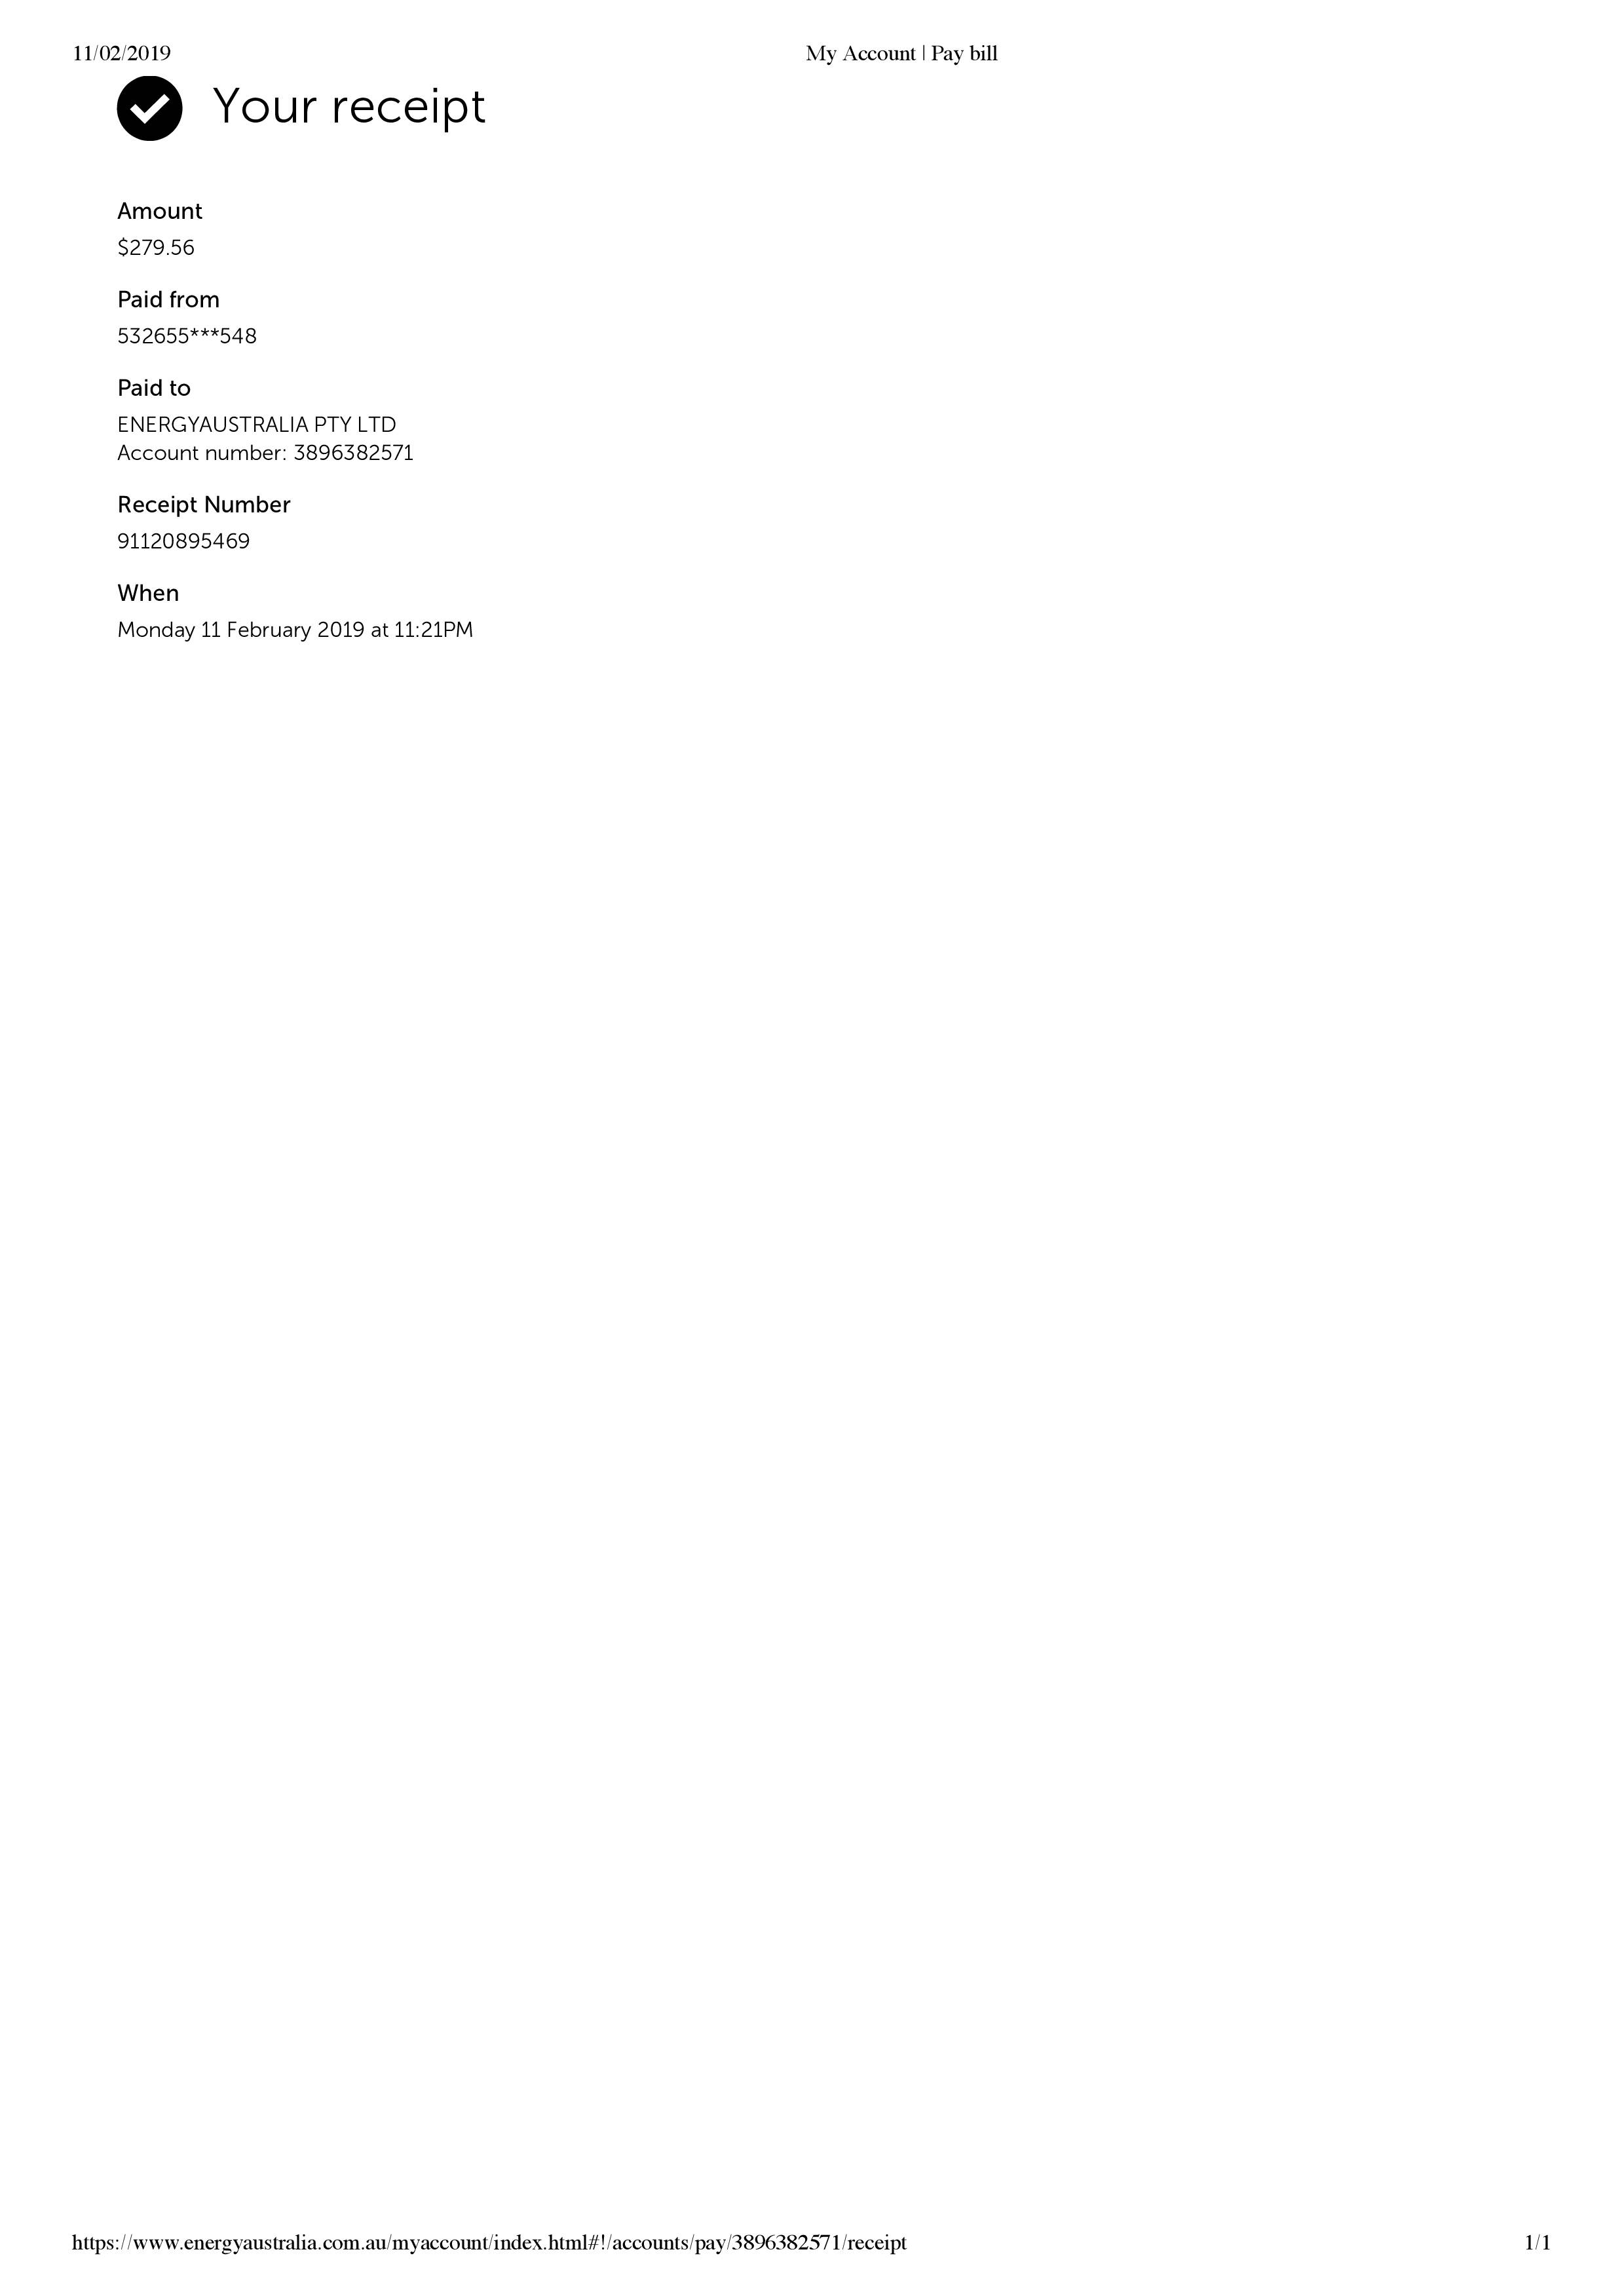 11/02/2019 My Account | Pay bill
Your receipt
Amount
$279.56
Paid from
532655***548
Paid to
ENERGYAUSTRALIA PTY LTD
Account number: 3896382571
Receipt Number
91120895469
When
Monday 11 February 2019 at 11:21PM
https://www.energyaustralia.com.au/myaccount/index.html#!/accounts/pay/3896382571/receipt 1/1